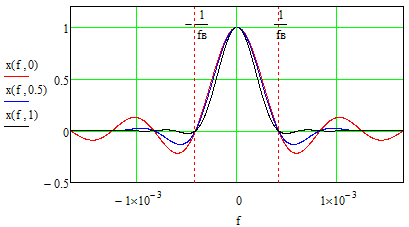 1
− 1/fв
1/fв
x(f,0)
0.5
x(f,0.5)
x(f,1)
0
− 0.5
− 1×10⁻³
0
1×10⁻³
f